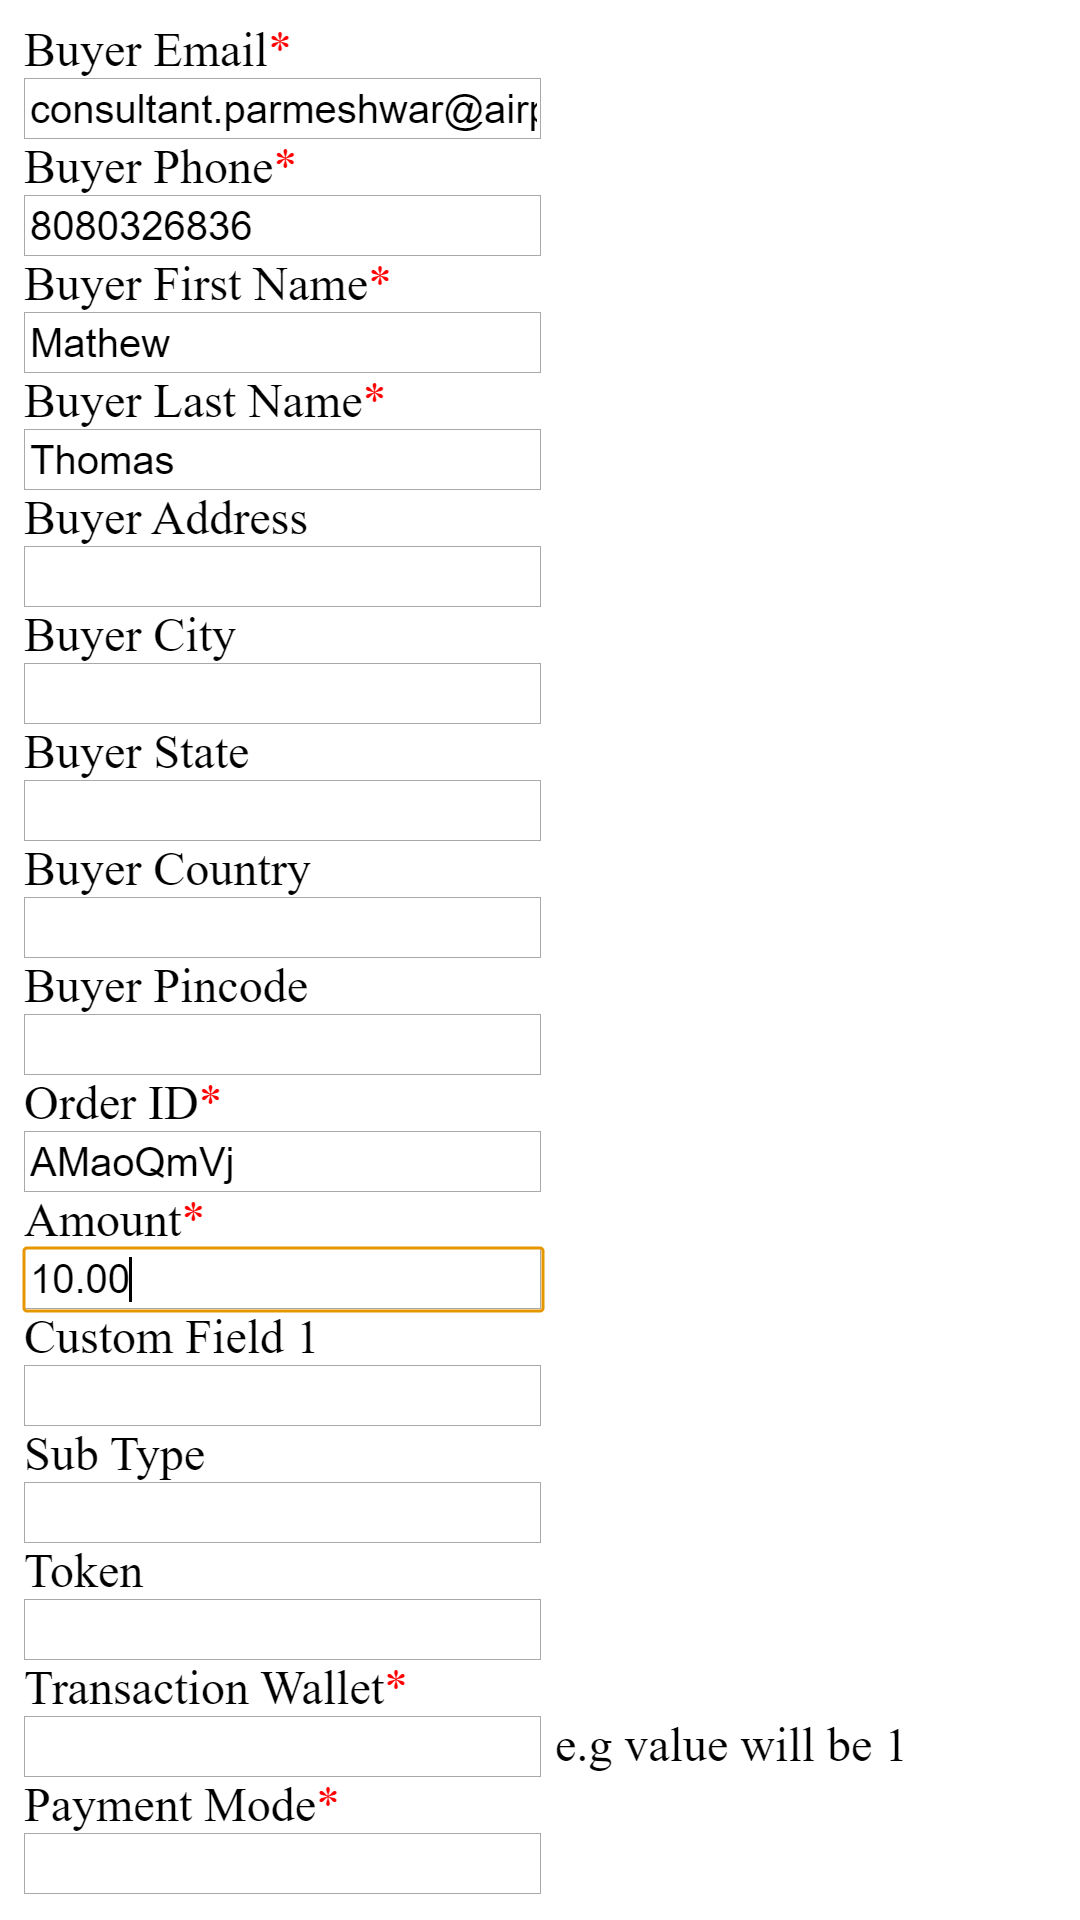 Buyer Email*
consultant.parmeshwar@air
Buyer Phone*
8080326836
Buyer First Name*
Mathew
Buyer Last Name*
Thomas
Buyer Address
Buyer City
Buyer State
Buyer Country
Buyer Pincode
Order ID*
AMaoQmVj
Amount*
10.00
Custom Field 1
Sub Type
Token
Transaction Wallet*
e.g value will be 1
Payment Mode*